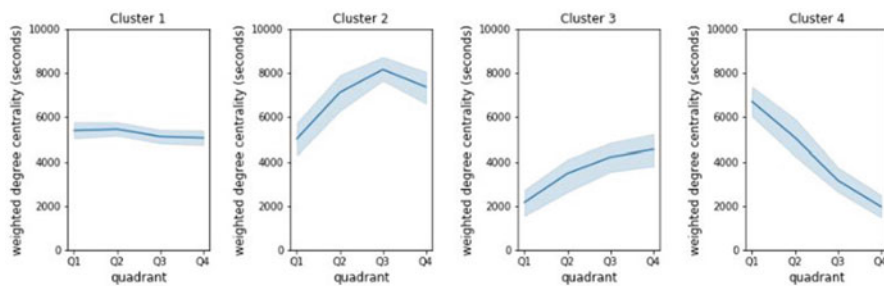 Cluster 1
weighted degree centrality (seconds)
10000
8000
6000
4000
2000
0
Q1 Q2 Q3 Q4
quadrant
Cluster 2
weighted degree centrality (seconds)
10000
8000
6000
4000
2000
0
Q1 Q2 Q3 Q4
quadrant
Cluster 3
weighted degree centrality (seconds)
10000
8000
6000
4000
2000
0
Q1 Q2 Q3 Q4
quadrant
Cluster 4
weighted degree centrality (seconds)
10000
8000
6000
4000
2000
0
Q1 Q2 Q3 Q4
quadrant